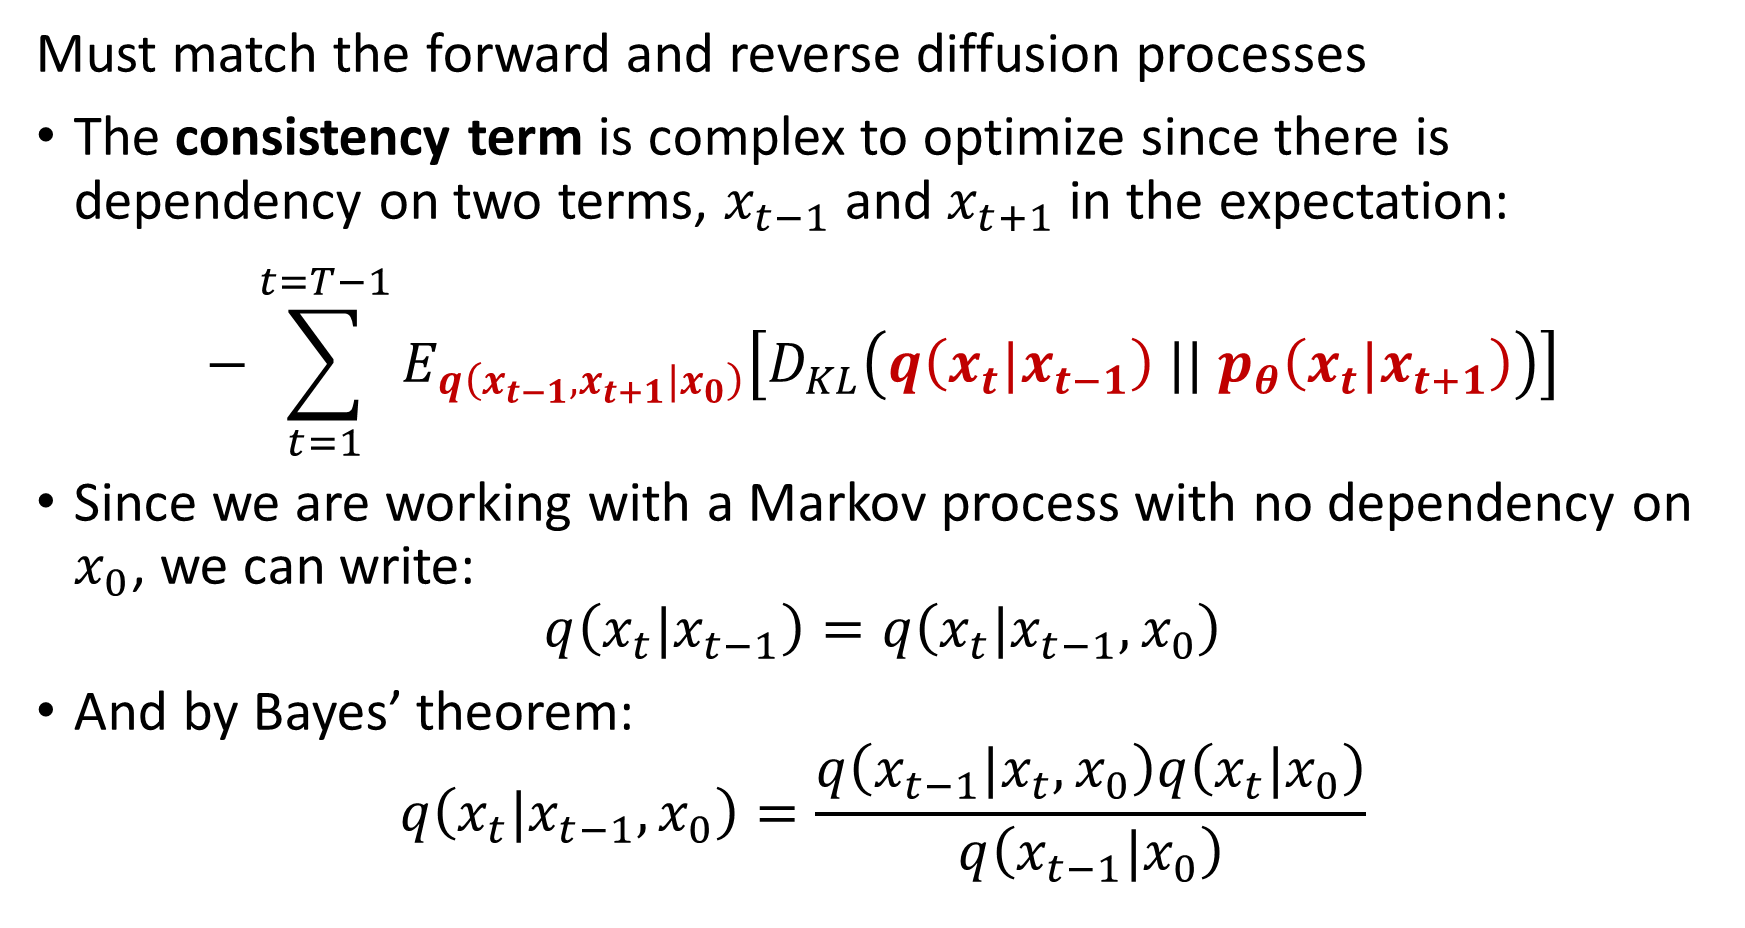 Must match the forward and reverse diffusion processes
• The consistency term is complex to optimize since there is
dependency on two terms, x_{t−1} and x_{t+1} in the expectation:
− ∑_{t=1}^{t=T−1} E_{q(x_{t−1},x_{t+1}|x_0)}[D_{KL}(q(x_t|x_{t−1}) || p_θ(x_t|x_{t+1}))]
• Since we are working with a Markov process with no dependency on
x_0, we can write:
q(x_t|x_{t−1}) = q(x_t|x_{t−1}, x_0)
• And by Bayes’ theorem:
q(x_t|x_{t−1}, x_0) = \frac{q(x_{t−1}|x_t, x_0)q(x_t|x_0)}{q(x_{t−1}|x_0)}